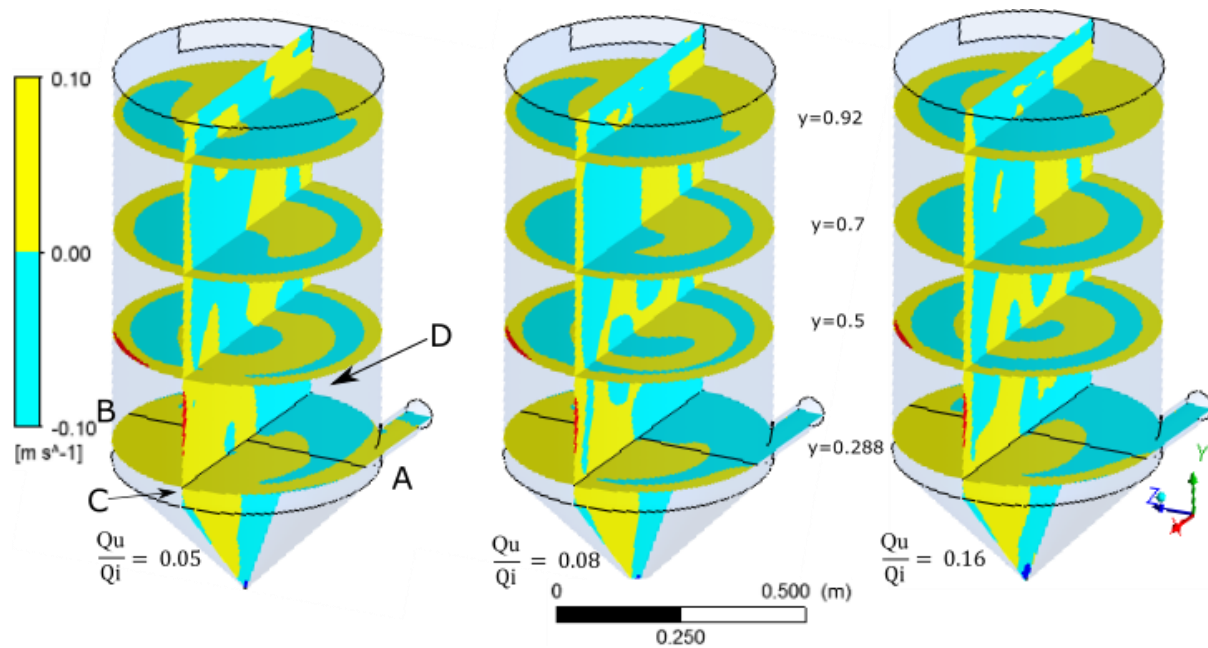 0.10
0.00
-0.10
[m s^-1]
y=0.92
y=0.7
y=0.5
y=0.288
D
B
A
C
Qu
Qi = 0.05
Qu
Qi = 0.08
Qu
Qi = 0.16
0 0.500 (m)
0.250
Y
Z
X